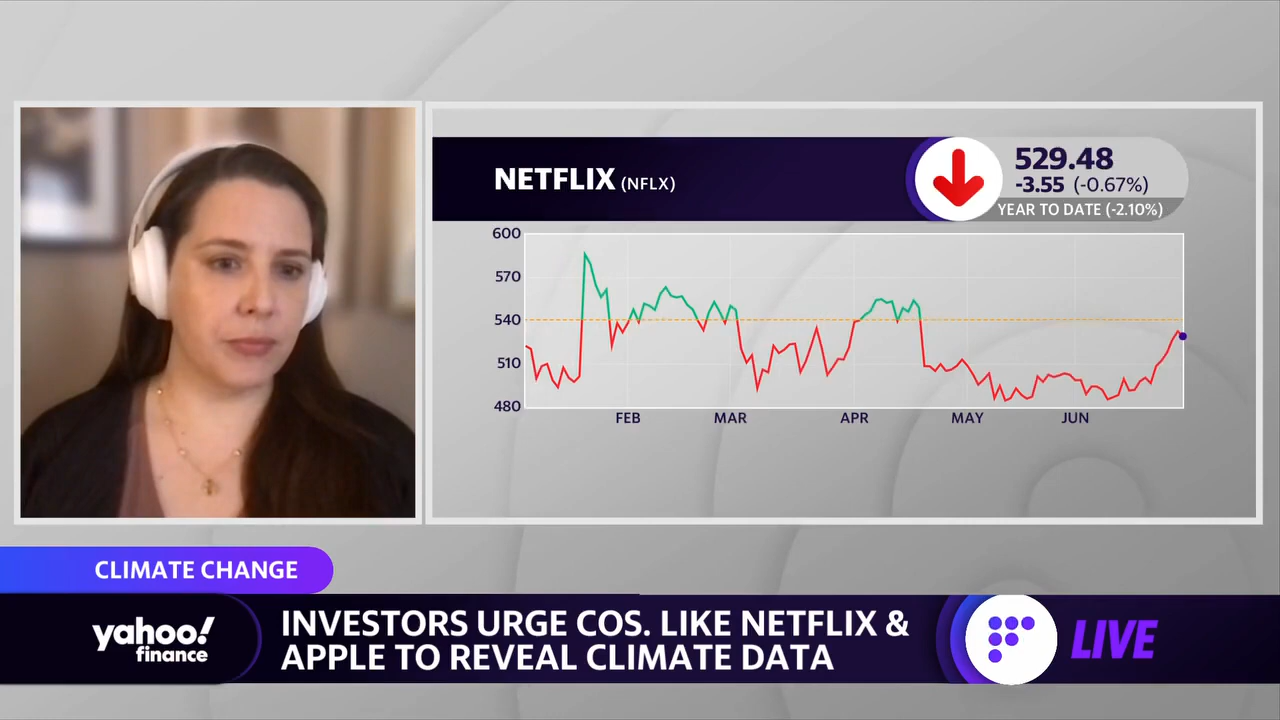 NETFLIX (NFLX)
529.48
-3.55 (-0.67%)
YEAR TO DATE (-2.10%)
600
570
540
510
480
FEB MAR APR MAY JUN
CLIMATE CHANGE
yahoo!
finance
INVESTORS URGE COS. LIKE NETFLIX &
APPLE TO REVEAL CLIMATE DATA
LIVE